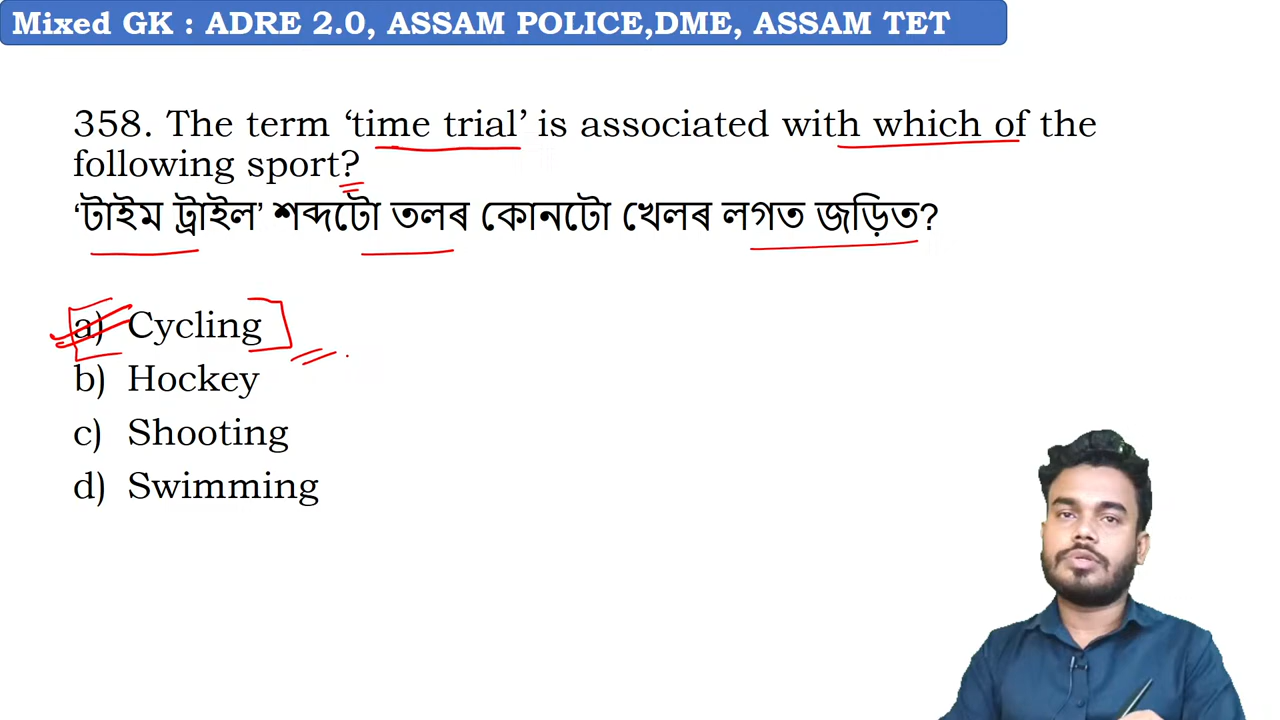 Mixed GK : ADRE 2.0, ASSAM POLICE,DME, ASSAM TET
358. The term ‘time trial’ is associated with which of the
following sport?
‘টাইম ট্ৰাইল’ শব্দটো তলৰ কোনটো খেলৰ লগত জড়িত?
a) Cycling
b) Hockey
c) Shooting
d) Swimming